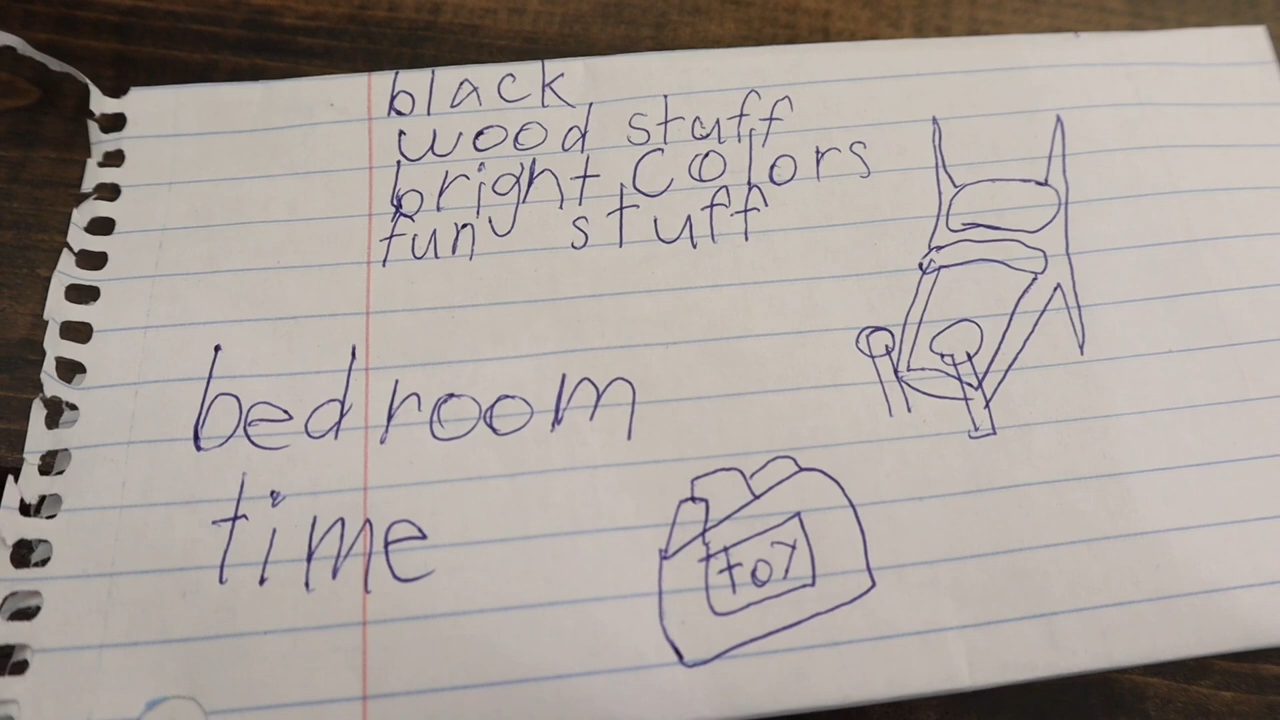 black
wood stuff
bright colors
fun stuff
bedroom
time
toy